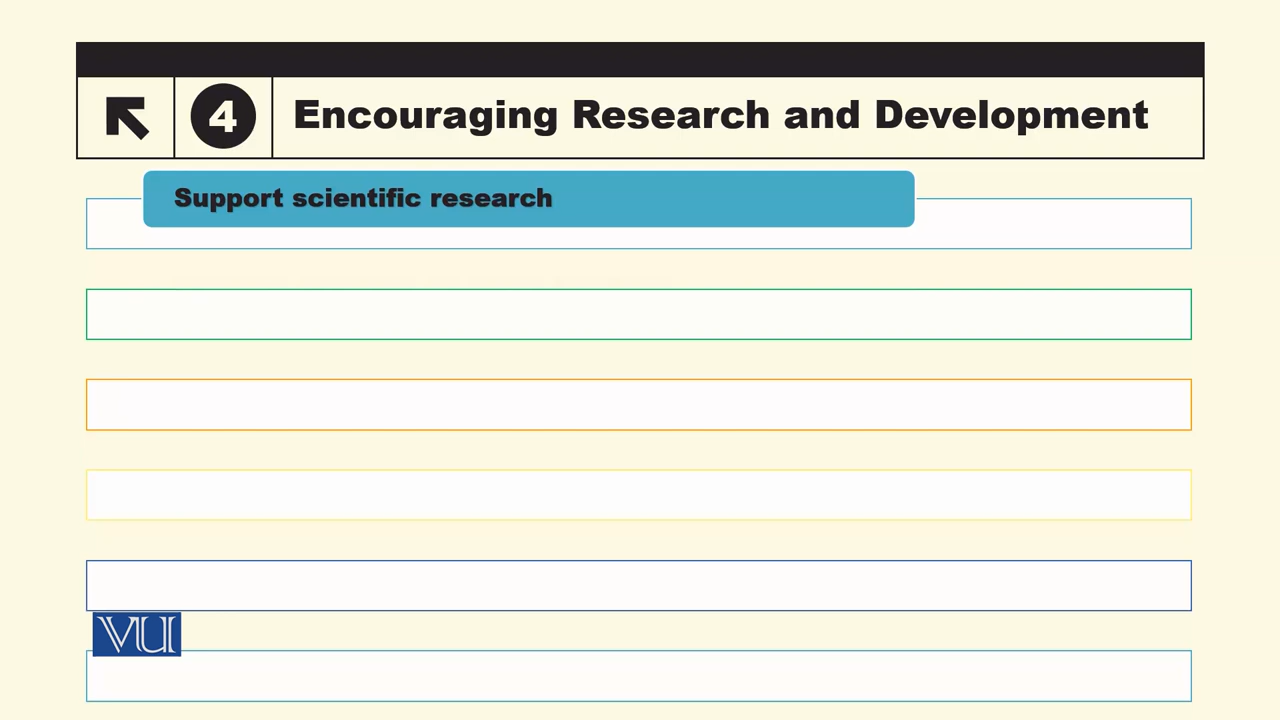 4
Encouraging Research and Development
Support scientific research
VU